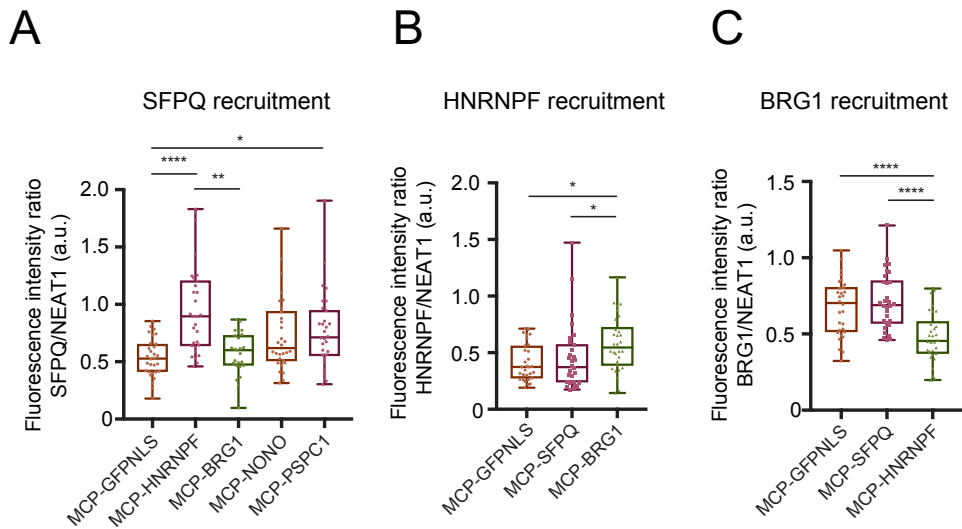 A
SFPQ recruitment
*
****
**
Fluorescence intensity ratio
SFPQ/NEAT1 (a.u.)
2.0
1.5
1.0
0.5
0
MCP-GFPNLS
MCP-HNRNPF
MCP-BRG1
MCP-NONO
MCP-PSPC1
B
HNRNPF recruitment
*
*
Fluorescence intensity ratio
HNRNPF/NEAT1 (a.u.)
2.0
1.5
1.0
0.5
0
MCP-GFPNLS
MCP-SFPQ
MCP-BRG1
C
BRG1 recruitment
****
****
Fluorescence intensity ratio
BRG1/NEAT1 (a.u.)
1.5
1.0
0.5
0
MCP-GFPNLS
MCP-SFPQ
MCP-HNRNPF